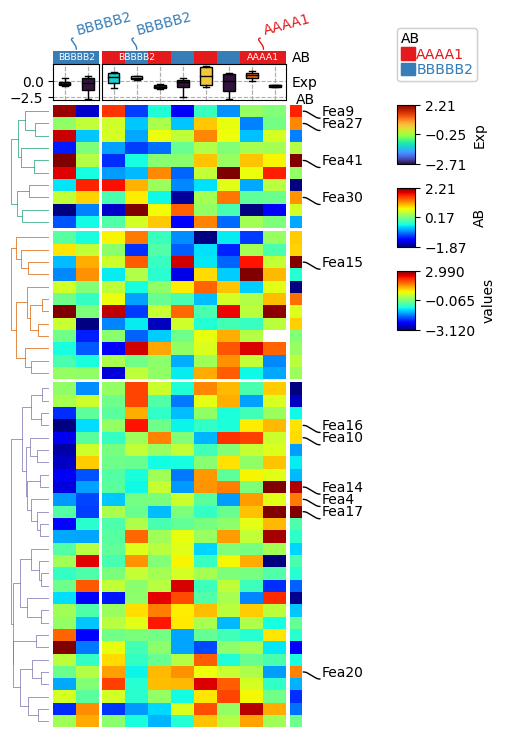 BBBBB2 BBBBB2 AAAA1
BBBBB2 BBBBB2 AAAA1 AB
0.0 Exp
−2.5 AB
Fea9
Fea27
Fea41
Fea30
Fea15
Fea16
Fea10
Fea14
Fea4
Fea17
Fea20
AB
AAAA1
BBBBB2
2.21
−0.25
−2.71
Exp
2.21
0.17
−1.87
AB
2.990
−0.065
−3.120
values